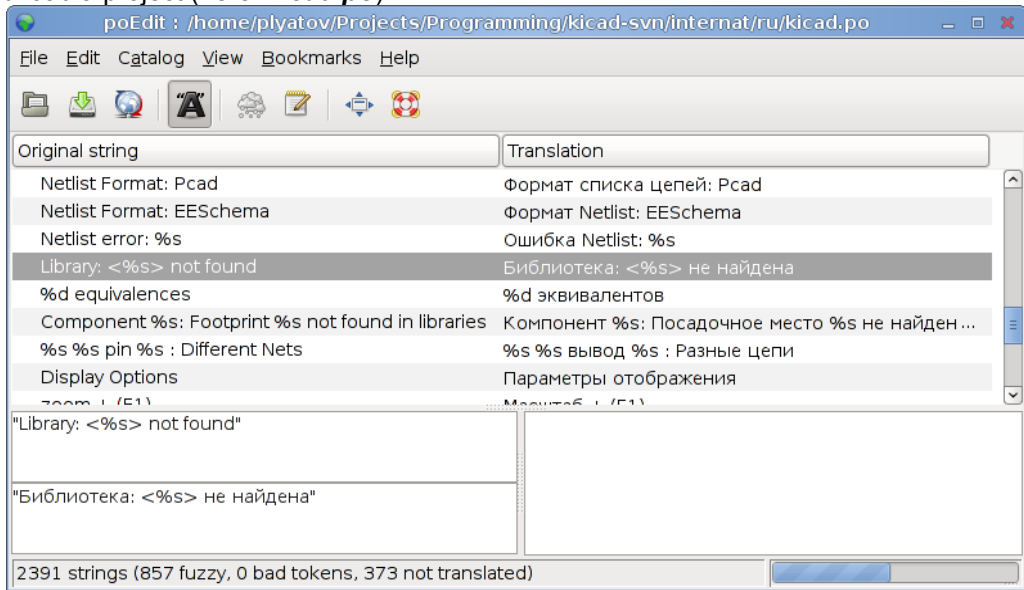 poEdit : /home/plyatov/Projects/Programming/kicad-svn/internat/ru/kicad.po
File Edit Catalog View Bookmarks Help
"A"
Original string Translation
Netlist Format: Pcad Формат списка цепей: Pcad
Netlist Format: EESchema Формат Netlist: EESchema
Netlist error: %s Ошибка Netlist: %s
Library: <%s> not found Библиотека: <%s> не найдена
%d equivalences %d эквивалентов
Component %s: Footprint %s not found in libraries Компонент %s: Посадочное место %s не найден...
%s %s pin %s : Different Nets %s %s вывод %s : Разные цепи
Display Options Параметры отображения
zoom + (F1) Масштаб + (F1)
"Library: <%s> not found"
"Библиотека: <%s> не найдена"
2391 strings (857 fuzzy, 0 bad tokens, 373 not translated)